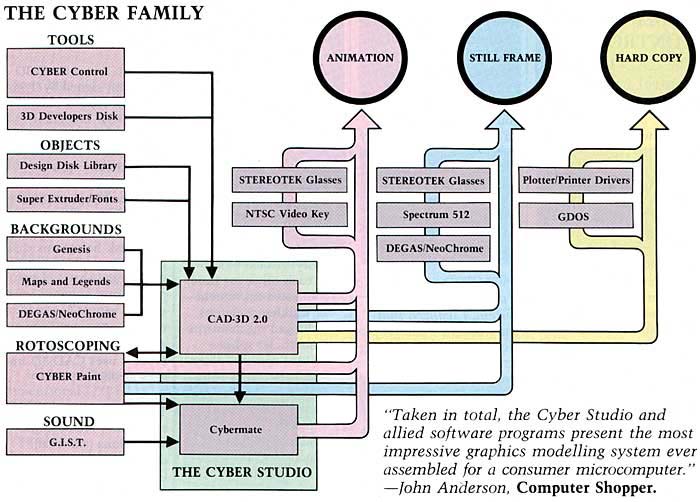 THE CYBER FAMILY
TOOLS
CYBER Control
3D Developers Disk
OBJECTS
Design Disk Library
Super Extruder/Fonts
BACKGROUNDS
Genesis
Maps and Legends
DEGAS/NeoChrome
ROTOSCOPING
CYBER Paint
SOUND
G.I.S.T.
CAD-3D 2.0
Cybermate
THE CYBER STUDIO
ANIMATION
STEREOTEK Glasses
NTSC Video Key
STILL FRAME
STEREOTEK Glasses
Spectrum 512
DEGAS/NeoChrome
HARD COPY
Plotter/Printer Drivers
GDOS
“Taken in total, the Cyber Studio and
allied software programs present the most
impressive graphics modelling system ever
assembled for a consumer microcomputer.”
—John Anderson, Computer Shopper.